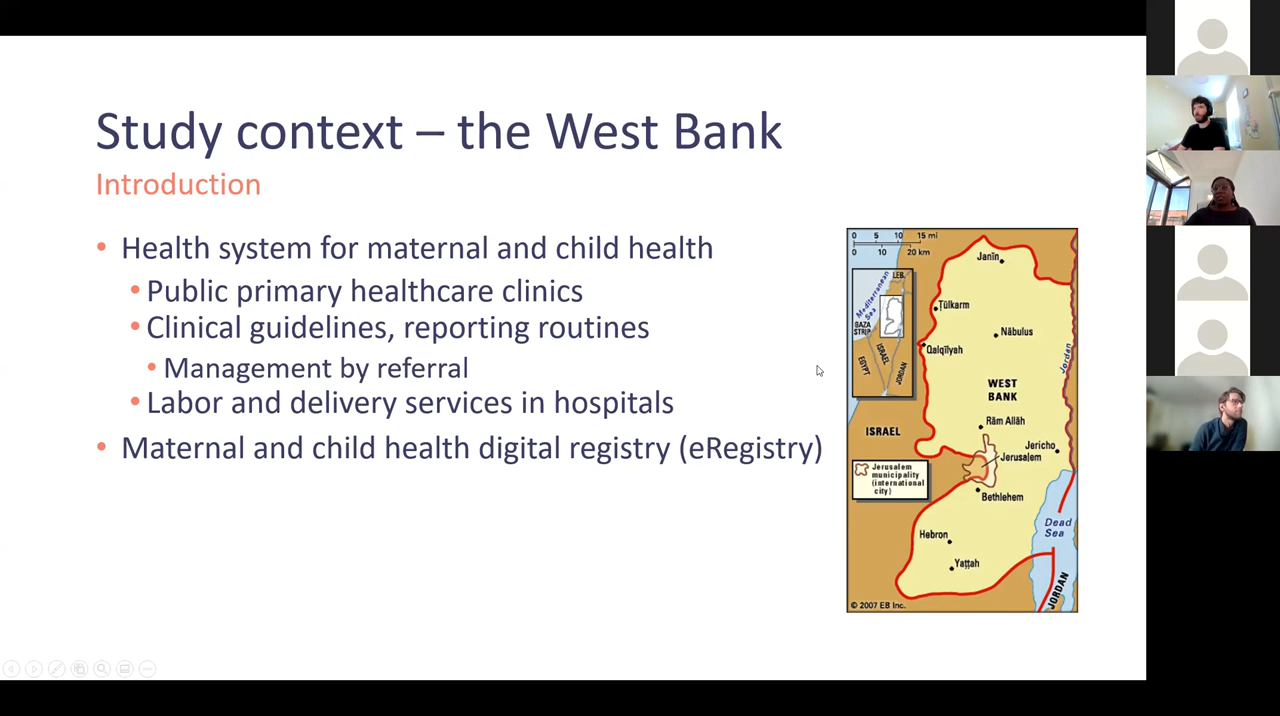 Study context – the West Bank
Introduction
• Health system for maternal and child health
• Public primary healthcare clinics
• Clinical guidelines, reporting routines
• Management by referral
• Labor and delivery services in hospitals
• Maternal and child health digital registry (eRegistry)
0 5 10 15 mi
0 10 20 km
Mediterranean
Sea
LEB.
GAZA
STRIP
ISRAEL
EGYPT
JORDAN
Janīn
Ṭūlkarm
Nābulus
Qalqīlyah
Jordan
WEST
BANK
Rām Allāh
ISRAEL
Jericho
Jerusalem
Jerusalem
municipality
(international
city)
Bethlehem
Dead
Sea
Hebron
Yaṭṭah
JORDAN
© 2007 EB Inc.